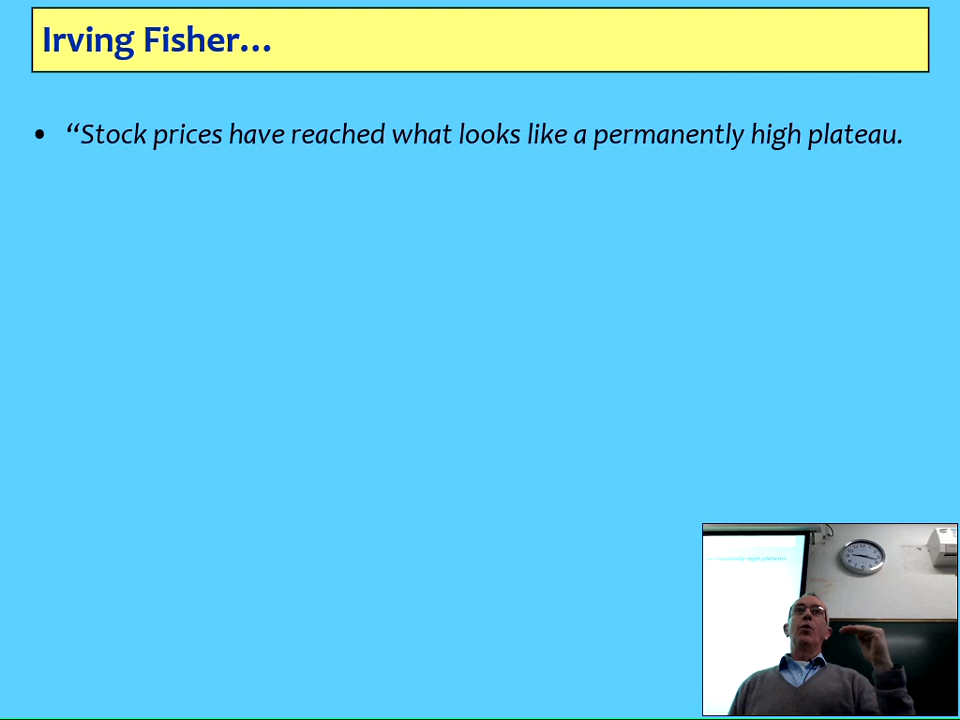 Irving Fisher...
• “Stock prices have reached what looks like a permanently high plateau.